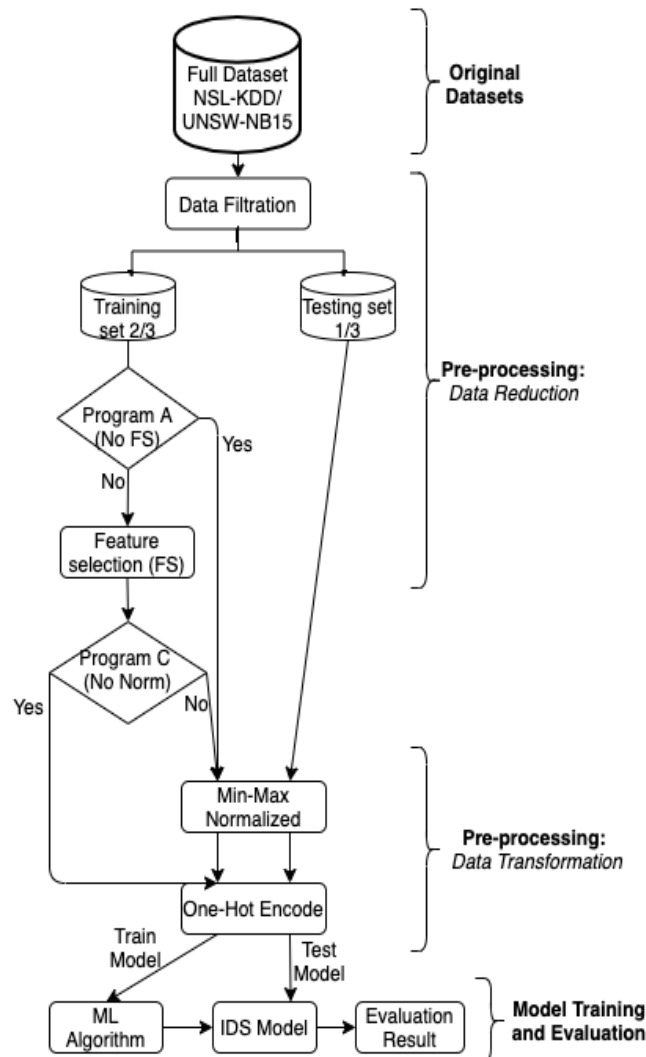 Full Dataset
NSL-KDD/
UNSW-NB15
Original
Datasets
Data Filtration
Training
set 2/3
Testing set
1/3
Pre-processing:
Data Reduction
Program A
(No FS)
Yes
No
Feature
selection (FS)
Program C
(No Norm)
Yes
No
Min-Max
Normalized
Pre-processing:
Data Transformation
One-Hot Encode
Train
Model
Test
Model
ML
Algorithm
IDS Model
Evaluation
Result
Model Training
and Evaluation